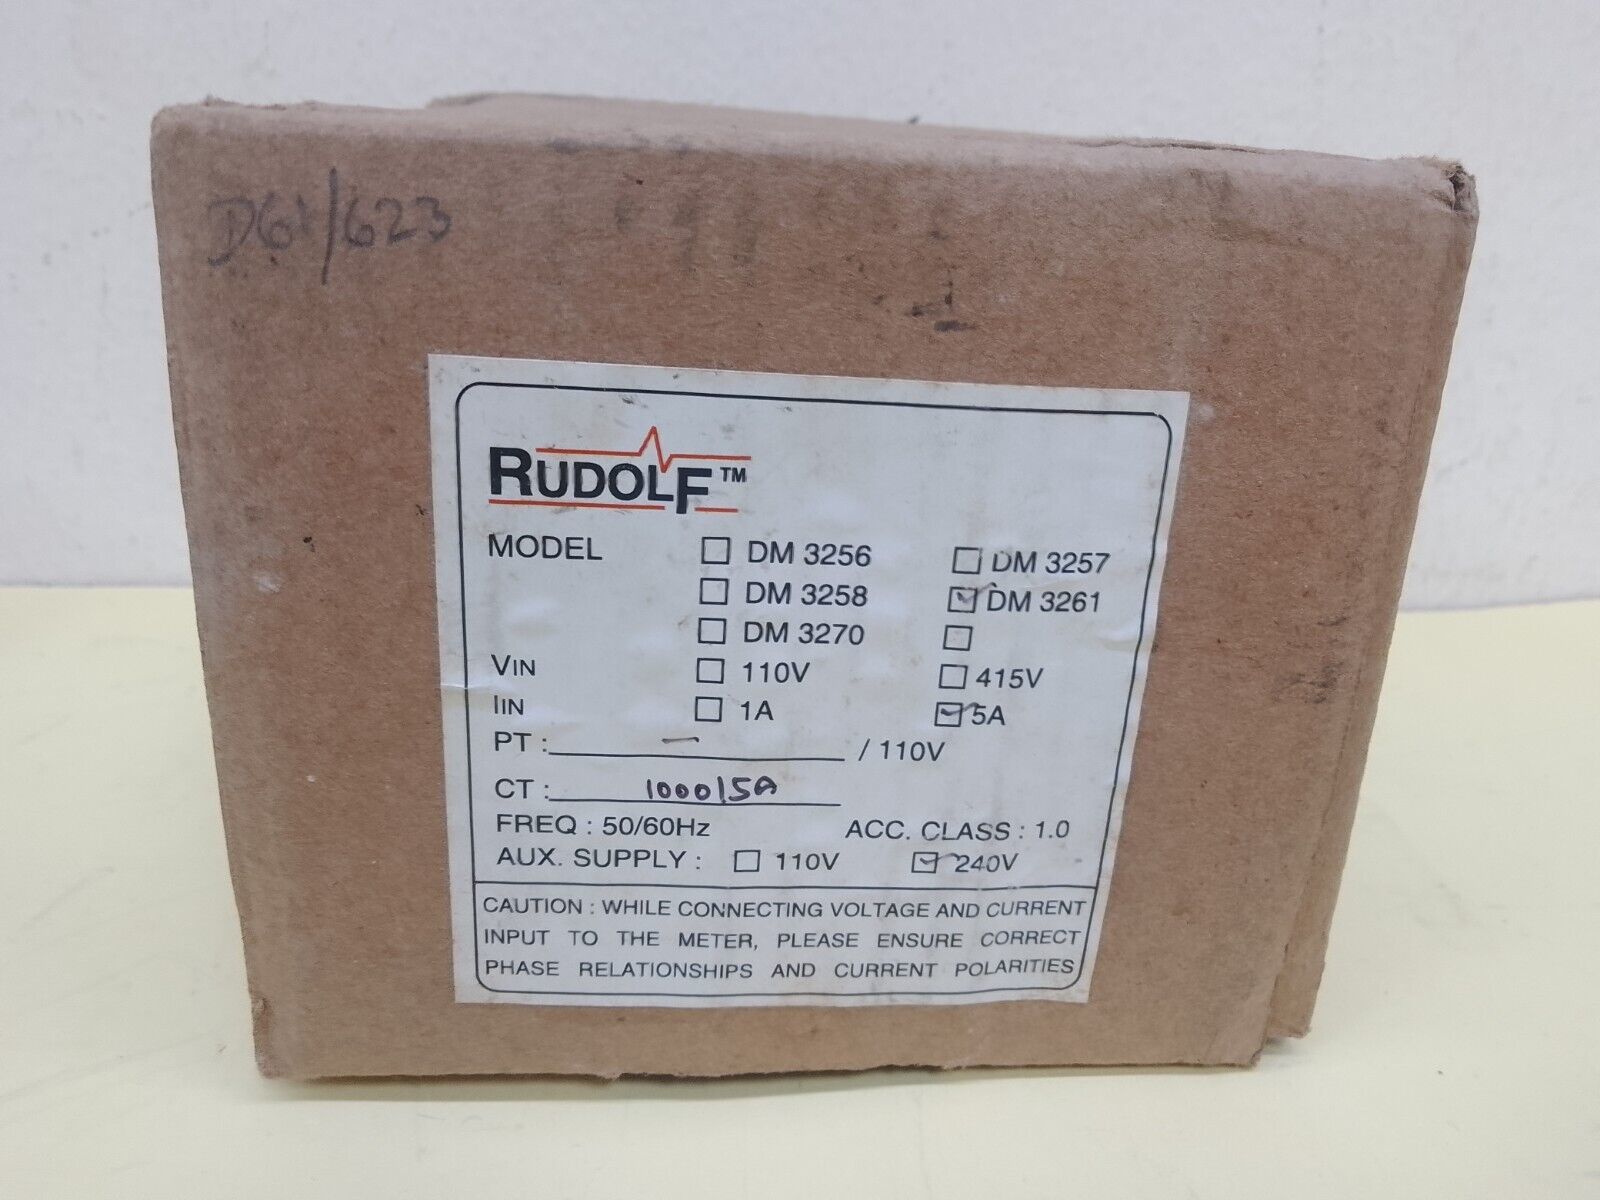 D61/623
RUDOLF™
MODEL ☐ DM 3256 ☐ DM 3257
☐ DM 3258 ☑ DM 3261
☐ DM 3270 ☐
VIN ☐ 110V ☐ 415V
IIN ☐ 1A ☑ 5A
PT : — / 110V
CT : 1000/5A
FREQ : 50/60Hz ACC. CLASS : 1.0
AUX. SUPPLY : ☐ 110V ☑ 240V
CAUTION : WHILE CONNECTING VOLTAGE AND CURRENT
INPUT TO THE METER, PLEASE ENSURE CORRECT
PHASE RELATIONSHIPS AND CURRENT POLARITIES